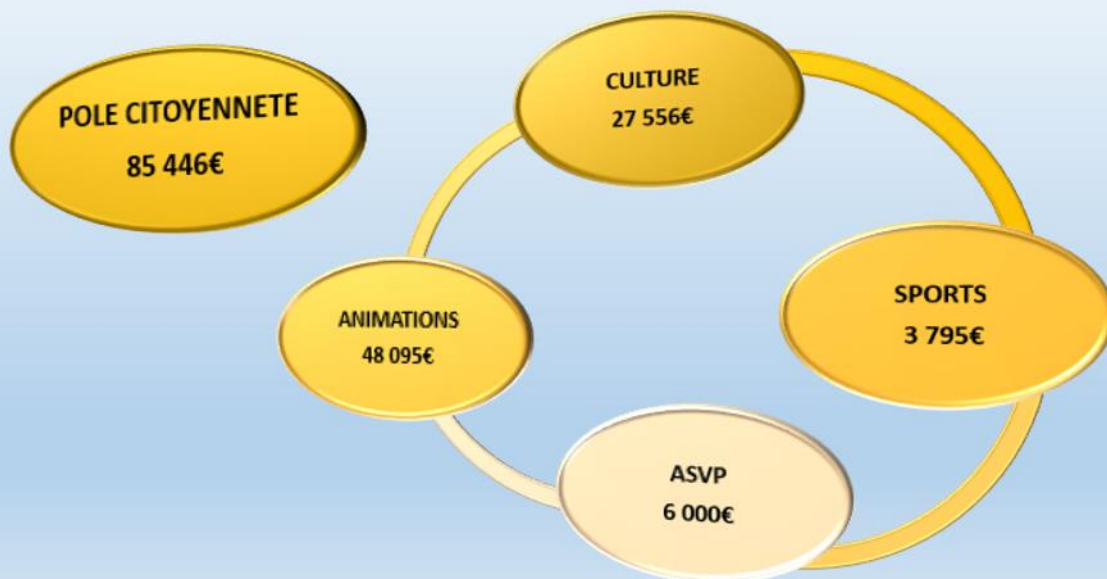 POLE CITOYENNETE
85 446€
CULTURE
27 556€
SPORTS
3 795€
ANIMATIONS
48 095€
ASVP
6 000€